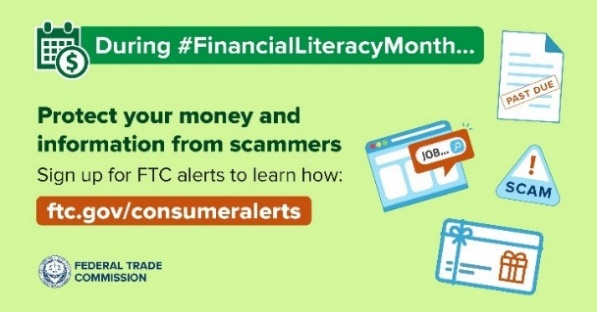 During #FinancialLiteracyMonth...
Protect your money and
information from scammers
Sign up for FTC alerts to learn how:
ftc.gov/consumeralerts
FEDERAL TRADE
COMMISSION
PAST DUE
JOB...
SCAM
$
!